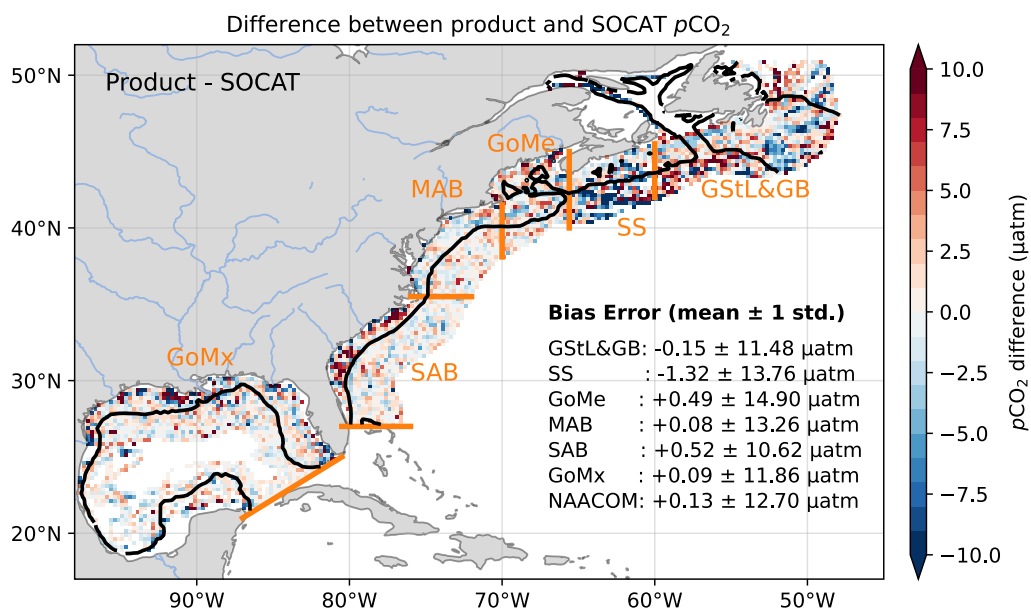 Difference between product and SOCAT pCO₂
Product - SOCAT
50°N
40°N
30°N
20°N
90°W
80°W
70°W
60°W
50°W
GoMe
MAB
GStL&GB
SS
GoMx
SAB
Bias Error (mean ± 1 std.)
GStL&GB: -0.15 ± 11.48 µatm
SS : -1.32 ± 13.76 µatm
GoMe : +0.49 ± 14.90 µatm
MAB : +0.08 ± 13.26 µatm
SAB : +0.52 ± 10.62 µatm
GoMx : +0.09 ± 11.86 µatm
NAACOM: +0.13 ± 12.70 µatm
10.0
7.5
5.0
2.5
0.0
−2.5
−5.0
−7.5
−10.0
pCO₂ difference (µatm)